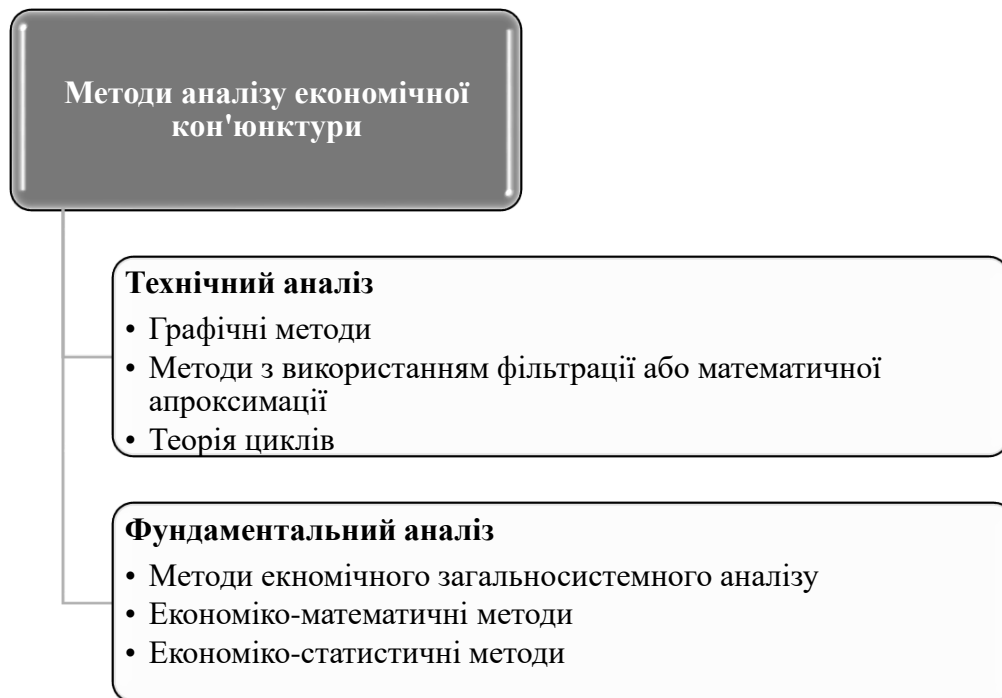 Методи аналізу економічної
кон'юнктури
Технічний аналіз
• Графічні методи
• Методи з використанням фільтрації або математичної
апроксимації
• Теорія циклів
Фундаментальний аналіз
• Методи екномічного загальносистемного аналізу
• Економіко-математичні методи
• Економіко-статистичні методи